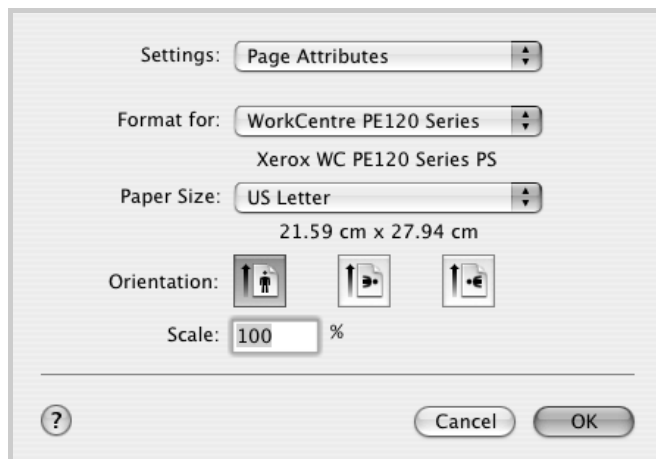 Settings: Page Attributes
Format for: WorkCentre PE120 Series
Xerox WC PE120 Series PS
Paper Size: US Letter
21.59 cm x 27.94 cm
Orientation:
Scale: 100 %
? Cancel OK